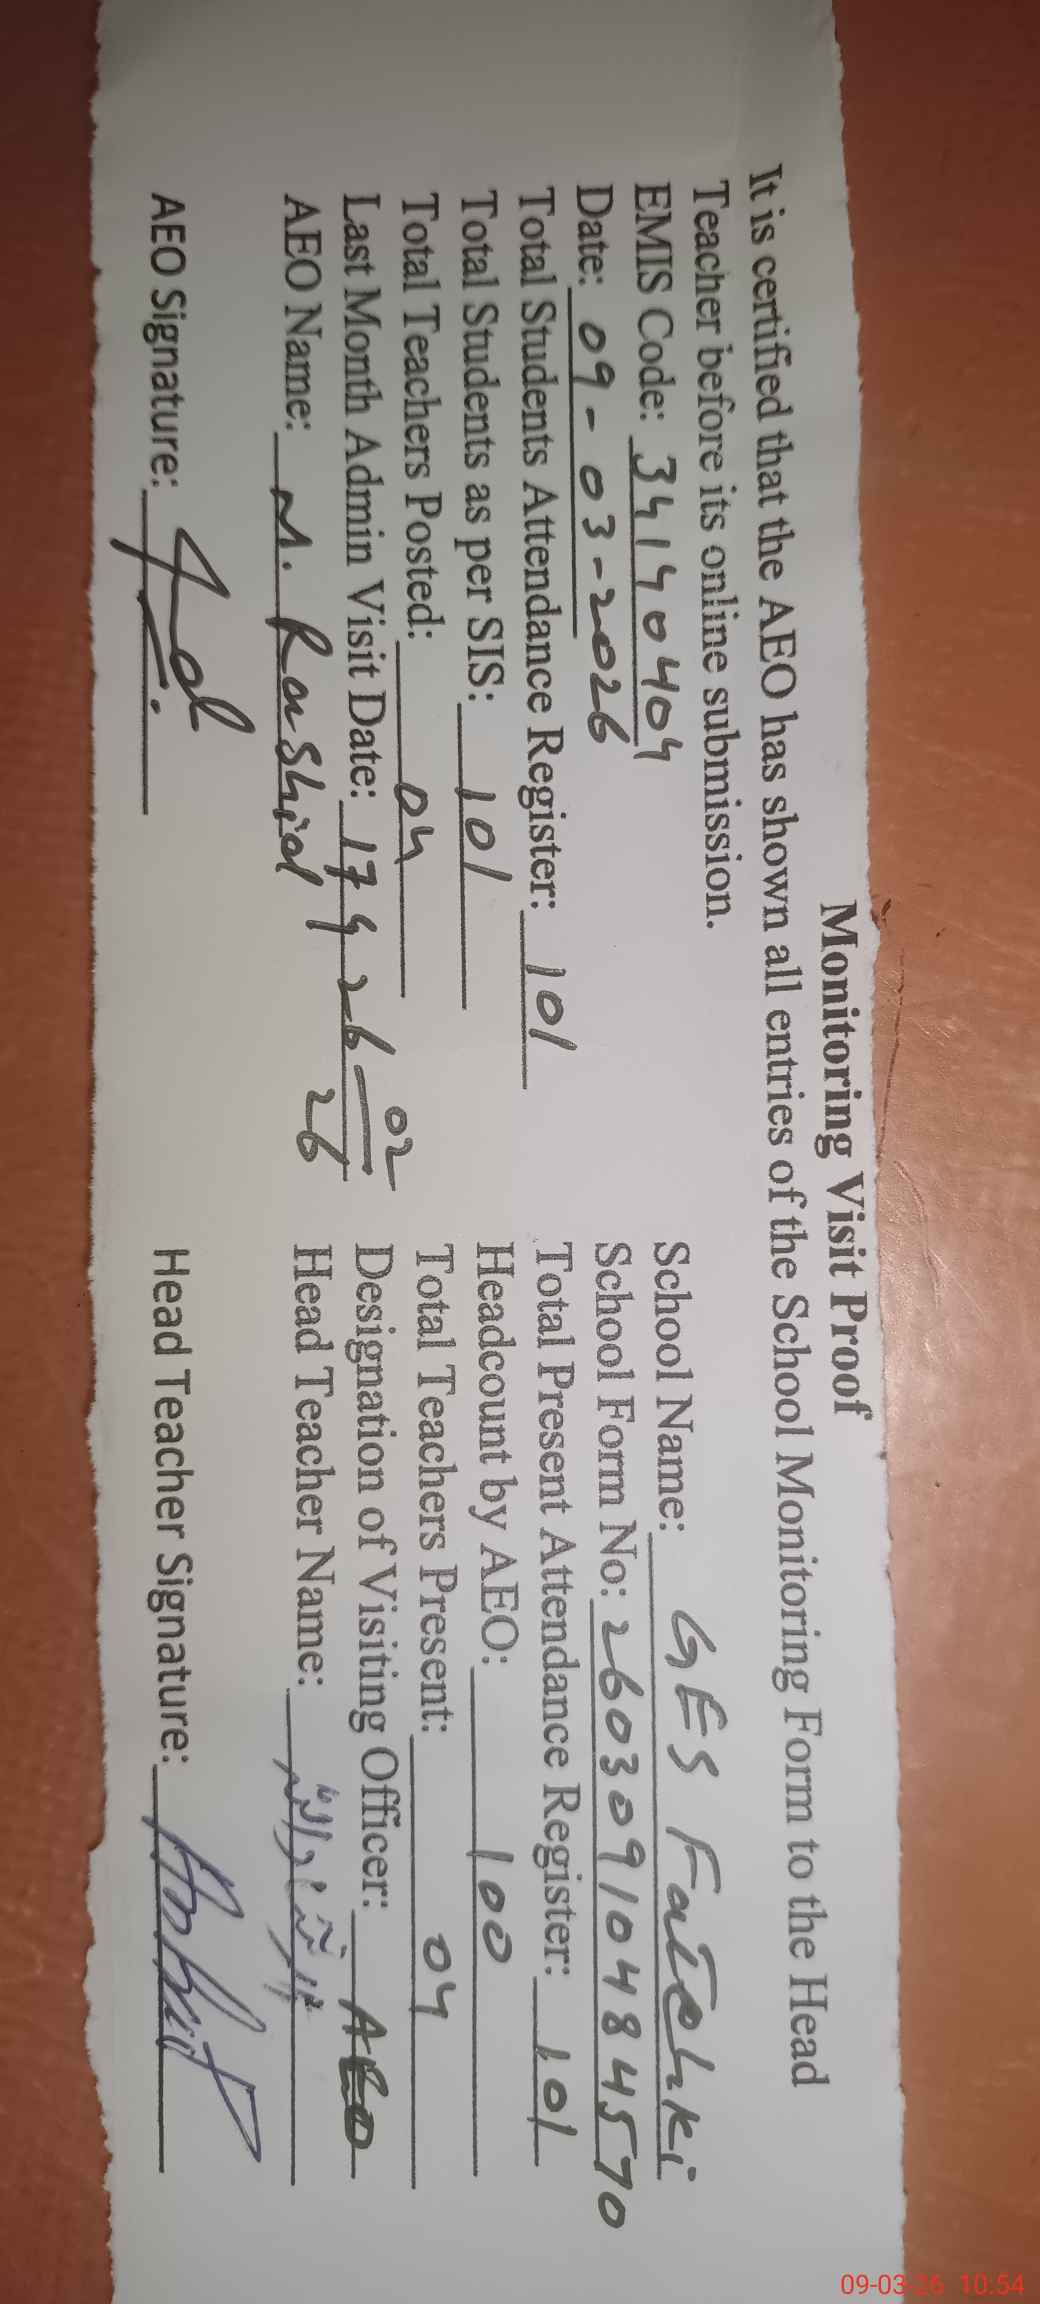 Monitoring Visit Proof
It is certified that the AEO has shown all entries of the School Monitoring Form to the Head
Teacher before its online submission.
EMIS Code: 34140404 School Name: GES Fatehki
Date: 09-03-2026 School Form No: 26030910484570
Total Students Attendance Register: 101 Total Present Attendance Register: 101
Total Students as per SIS: 101 Headcount by AEO: 100
Total Teachers Posted: 04 Total Teachers Present: 04
Last Month Admin Visit Date: 17 & 26 - 02 26 Designation of Visiting Officer: AEO
AEO Name: M. Rashid Head Teacher Name:
AEO Signature: Head Teacher Signature:
09-03-26 10:54